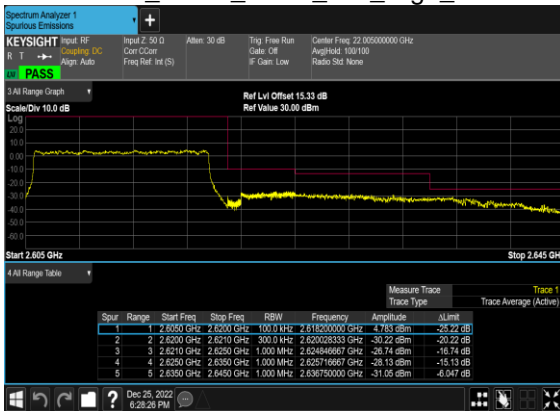 Spectrum Analyzer 1
Spurious Emissions
KEYSIGHT Input: RF Input Z: 50 Ω Atten: 30 dB Trig: Free Run Center Freq: 22.005000000 GHz
R T Coupling: DC Corr CCorr Gate: Off Avg|Hold: 100/100
Align: Auto Freq Ref: Int (S) IF Gain: Low Radio Std: None
PASS
3 All Range Graph
Ref Lvl Offset 15.33 dB
Scale/Div 10.0 dB Ref Value 30.00 dBm
Log
20.0
10.0
0.00
-10.0
-20.0
-30.0
-40.0
-50.0
-60.0
Start 2.605 GHz Stop 2.645 GH
4 All Range Table
Measure Trace Trace 1
Trace Type Trace Average (Active)
Spur Range Start Freq Stop Freq RBW Frequency Amplitude ΔLimit
1 1 2.6050 GHz 2.6200 GHz 100.0 kHz 2.618200000 GHz 4.783 dBm -25.22 dB
2 2 2.6200 GHz 2.6210 GHz 300.0 kHz 2.620028333 GHz -30.22 dBm -20.22 dB
3 3 2.6210 GHz 2.6250 GHz 1.000 MHz 2.624846667 GHz -26.74 dBm -16.74 dB
4 4 2.6250 GHz 2.6350 GHz 1.000 MHz 2.625716667 GHz -28.13 dBm -15.13 dB
5 5 2.6350 GHz 2.6450 GHz 1.000 MHz 2.636750000 GHz -31.05 dBm -6.047 dB
Dec 25, 2022
6:28:26 PM